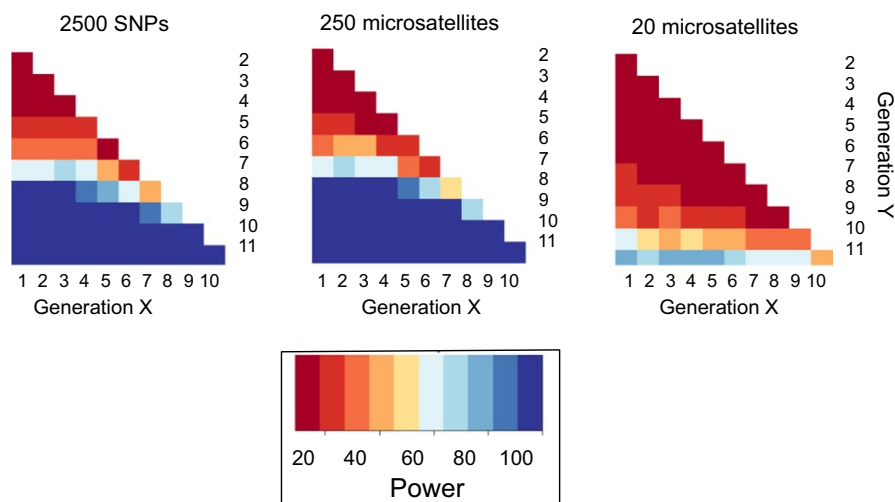 2500 SNPs
250 microsatellites
20 microsatellites
2
3
4
5
6
7
8
9
10
11
2
3
4
5
6
7
8
9
10
11
2
3
4
5
6
7
8
9
10
11
Generation Y
1 2 3 4 5 6 7 8 9 10
1 2 3 4 5 6 7 8 9 10
1 2 3 4 5 6 7 8 9 10
Generation X
Generation X
Generation X
20 40 60 80 100
Power